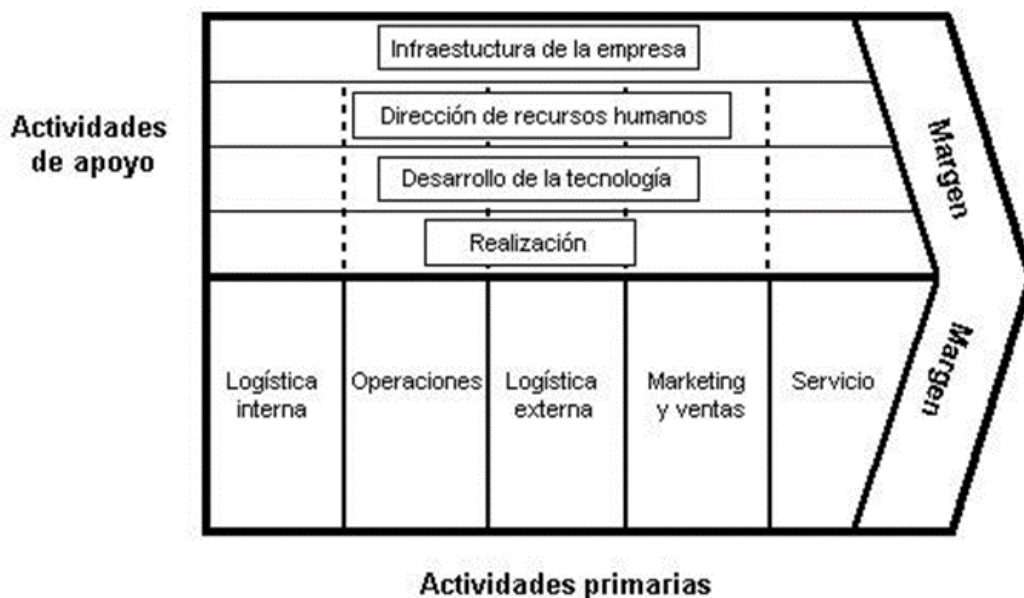 Infraestuctura de la empresa
Dirección de recursos humanos
Desarrollo de la tecnología
Realización
Actividades
de apoyo
Margen
Margen
Logística
interna
Operaciones
Logística
externa
Marketing
y ventas
Servicio
Actividades primarias